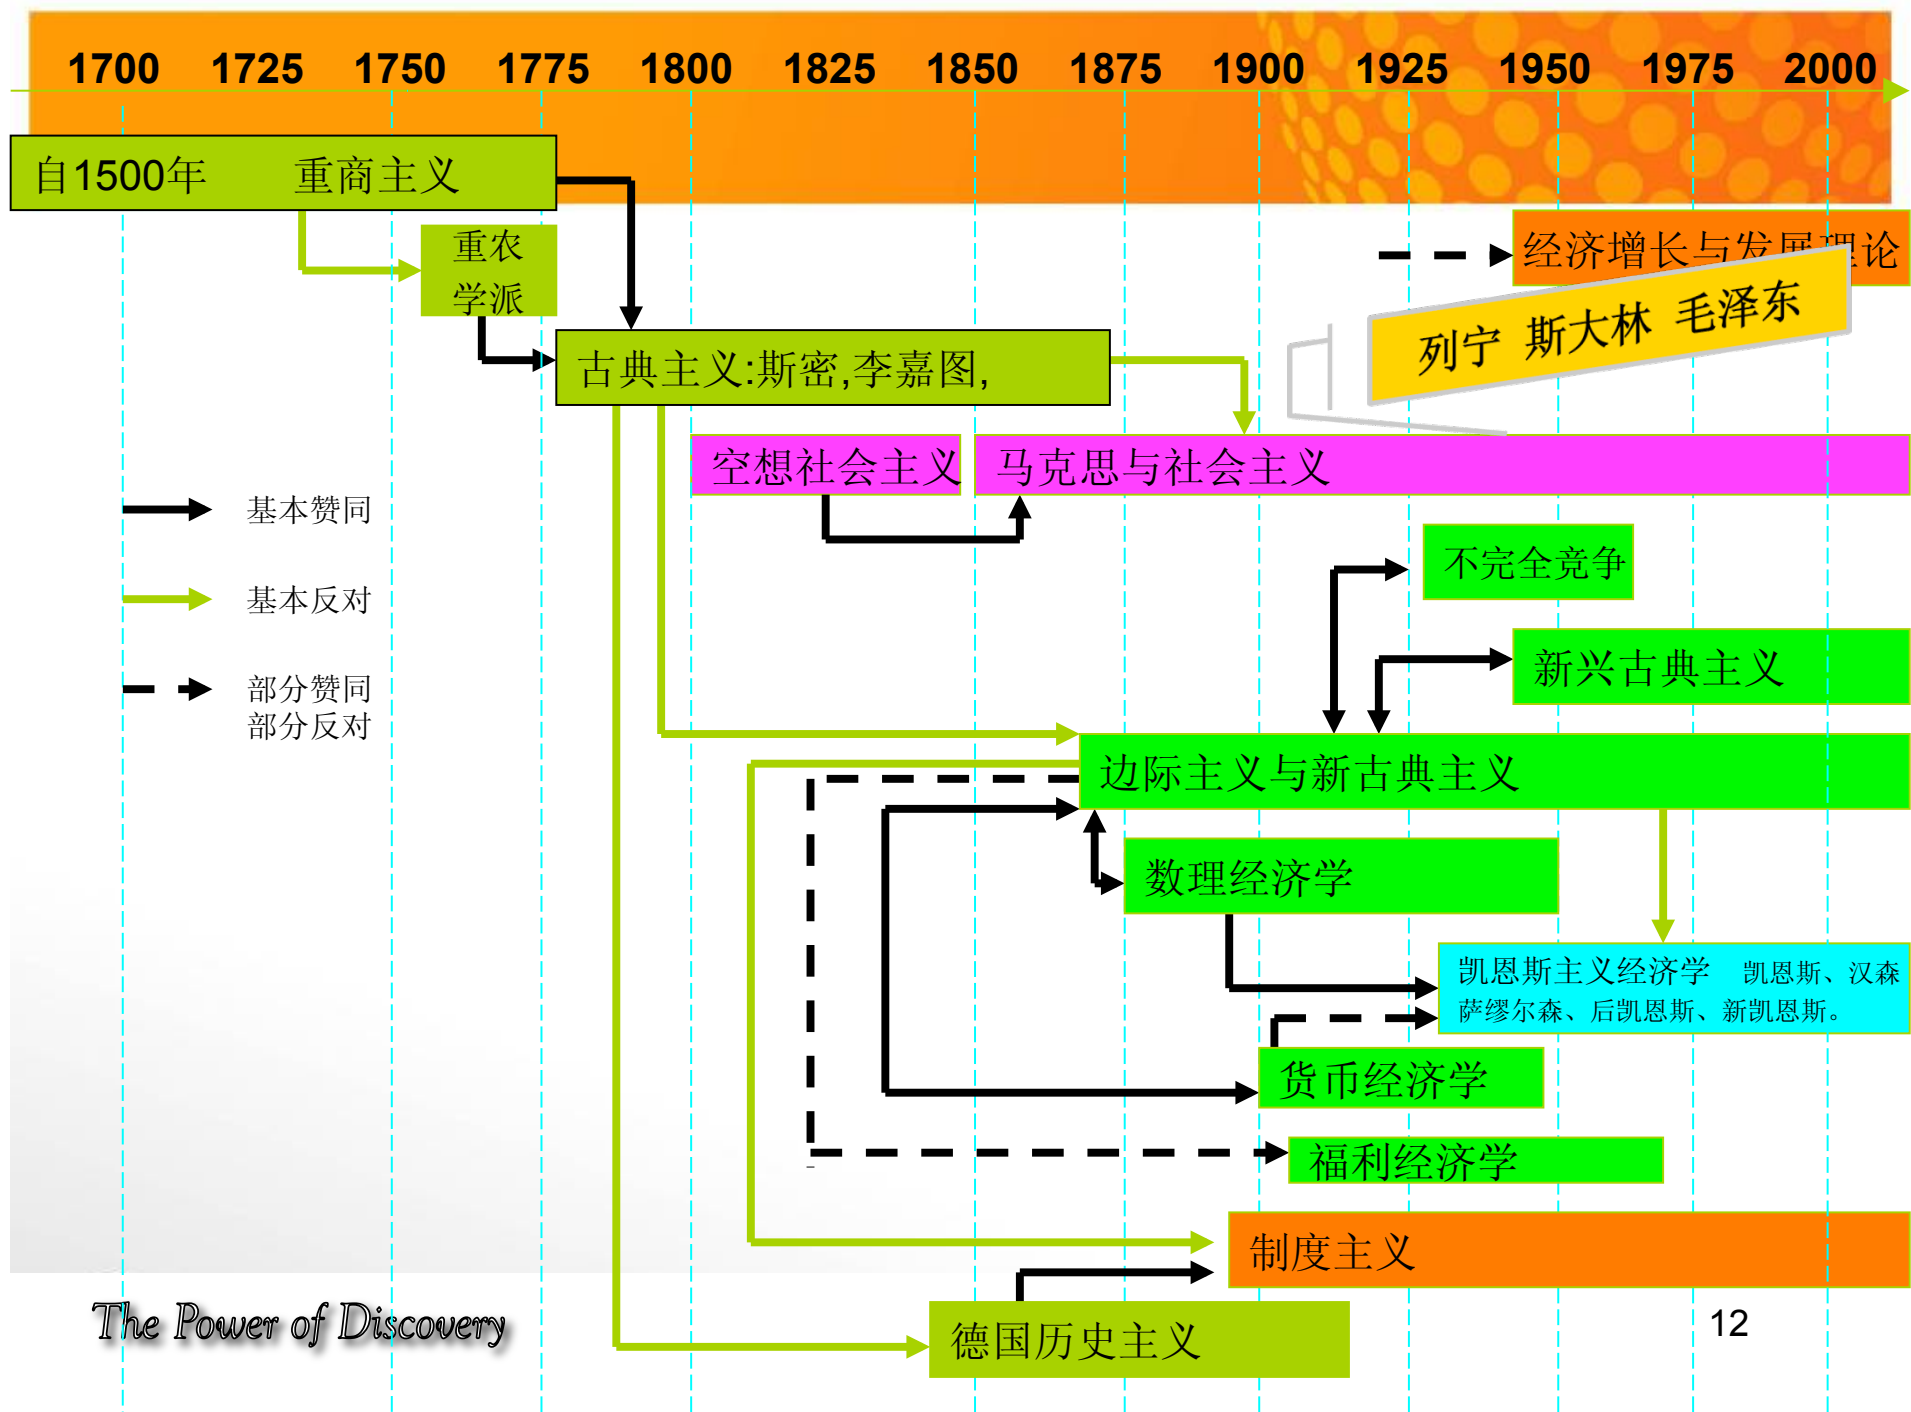 1700 1725 1750 1775 1800 1825 1850 1875 1900 1925 1950 1975 2000
自1500年 重商主义
重农
学派
经济增长与发展理论
列宁 斯大林 毛泽东
古典主义:斯密,李嘉图,
空想社会主义
马克思与社会主义
基本赞同
不完全竞争
基本反对
新兴古典主义
部分赞同
部分反对
边际主义与新古典主义
数理经济学
凯恩斯主义经济学 凯恩斯、汉森
萨缪尔森、后凯恩斯、新凯恩斯。
货币经济学
福利经济学
制度主义
德国历史主义
The Power of Discovery
12